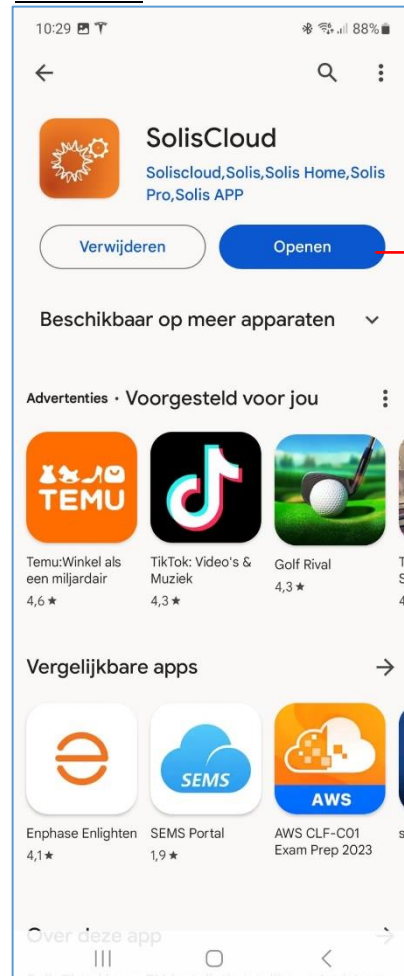 10:29 88%
SolisCloud
Soliscloud,Solis,Solis Home,Solis
Pro,Solis APP
Verwijderen Openen
Beschikbaar op meer apparaten
Advertenties • Voorgesteld voor jou
TEMU
Temu:Winkel als
een miljardair
4,6 ★
TikTok: Video's &
Muziek
4,3 ★
Golf Rival
4,3 ★
Vergelijkbare apps
SEMS
AWS
Enphase Enlighten
4,1 ★
SEMS Portal
1,9 ★
AWS CLF-C01
Exam Prep 2023
Over deze app